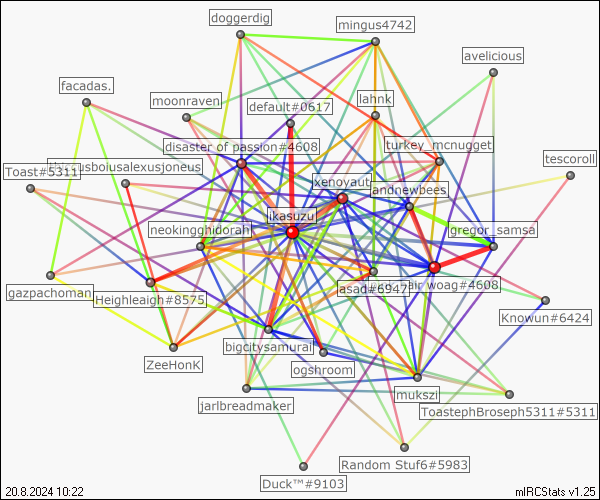 doggerdig
mingus4742
avelicious
facadas.
moonraven
default#0617
lahnk
disaster of passion#4608
turkey_mcnugget
tescoroll
Toast#5311
xenoyaut
andnewbees
ikasuzu
neokingghidorah
gregor_samsa
gazpachoman
Heighleaigh#8575
asad#6947
woag#4608
Knowun#6424
ZeeHonK
bigcitysamurai
ogshroom
mukszi
jarlbreadmaker
ToastephBroseph5311#5311
Random Stuf6#5983
Duck™#9103
20.8.2024 10:22
mIRCStats v1.25